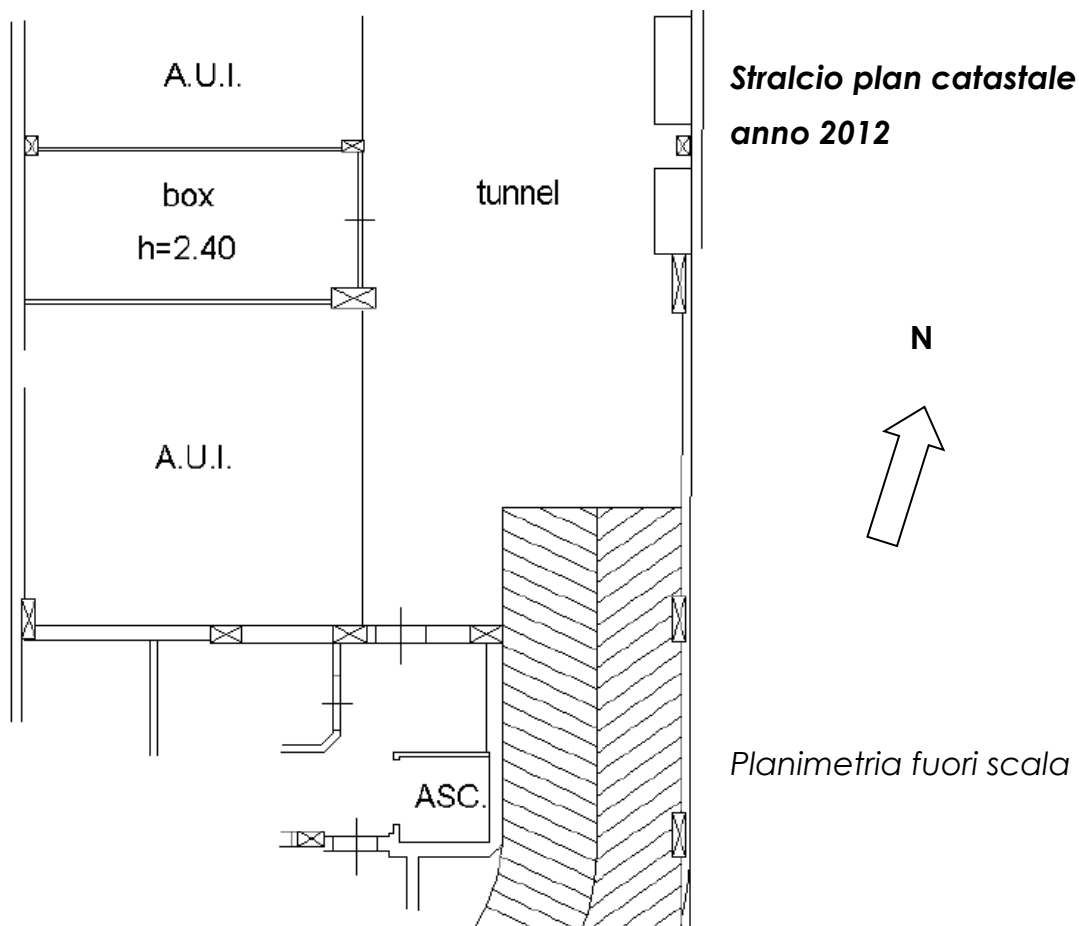 A.U.I.
Stralcio plan catastale
anno 2012
box
h=2.40
tunnel
N
A.U.I.
Planimetria fuori scala
ASC.